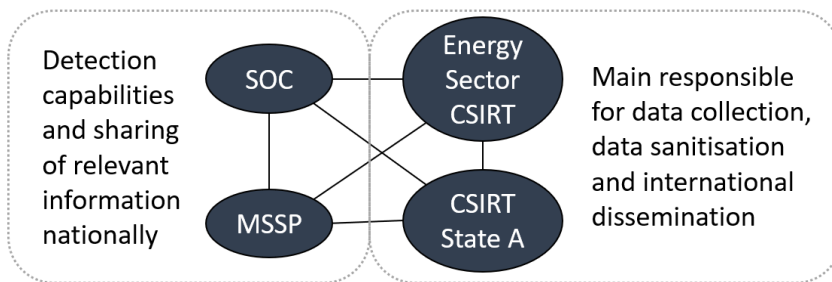 Detection
capabilities
and sharing
of relevant
information
nationally
SOC
MSSP
Energy
Sector
CSIRT
CSIRT
State A
Main responsible
for data collection,
data sanitisation
and international
dissemination